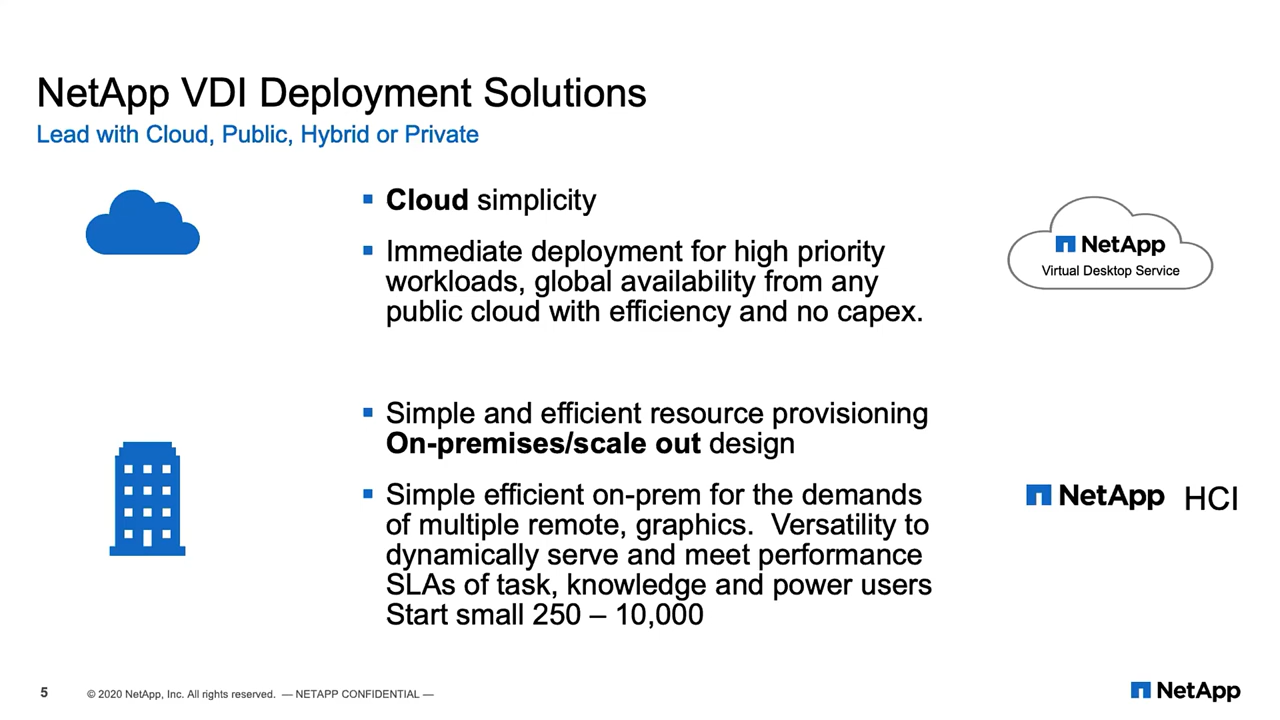 NetApp VDI Deployment Solutions
Lead with Cloud, Public, Hybrid or Private
▪ Cloud simplicity
▪ Immediate deployment for high priority
workloads, global availability from any
public cloud with efficiency and no capex.
NetApp
Virtual Desktop Service
▪ Simple and efficient resource provisioning
On-premises/scale out design
▪ Simple efficient on-prem for the demands
of multiple remote, graphics.  Versatility to
dynamically serve and meet performance
SLAs of task, knowledge and power users
Start small 250 – 10,000
NetApp HCI
5 © 2020 NetApp, Inc. All rights reserved. — NETAPP CONFIDENTIAL —
NetApp